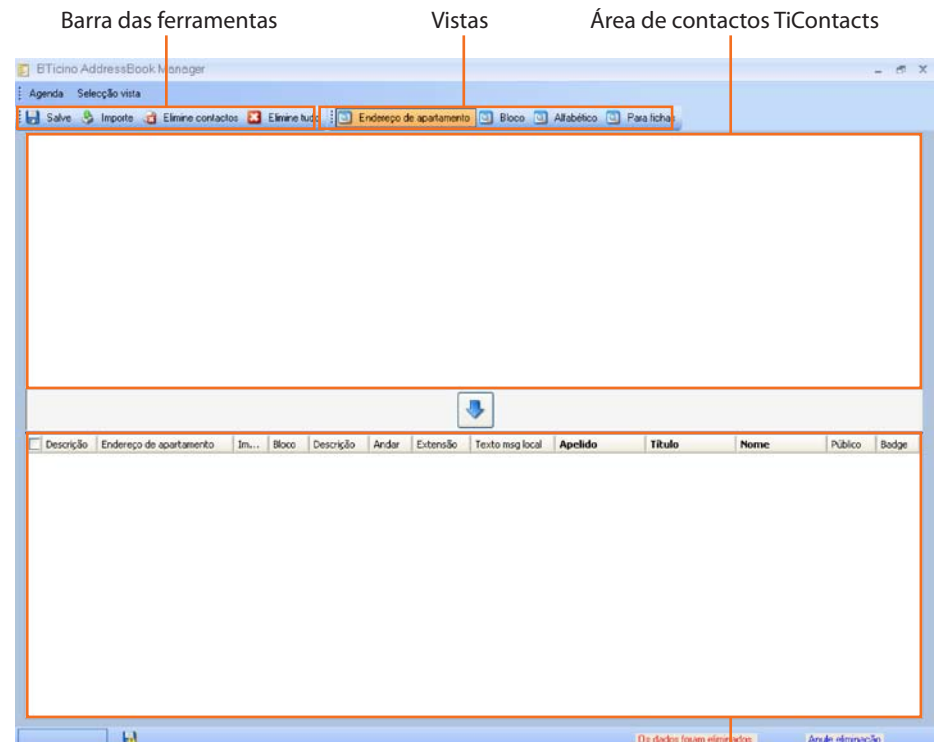 Barra das ferramentas Vistas Área de contactos TiContacts
BTicino AddressBook Manager
Agenda Selecção vista
Salve Importe Elimine contactos Elimine tudo Endereço de apartamento Bloco Alfabético Para fichas
Descrição Endereço de apartamento Im... Bloco Descrição Andar Extensão Texto msg local Apelido Título Nome Público Badge
Os dados foram eliminados Anule eliminação